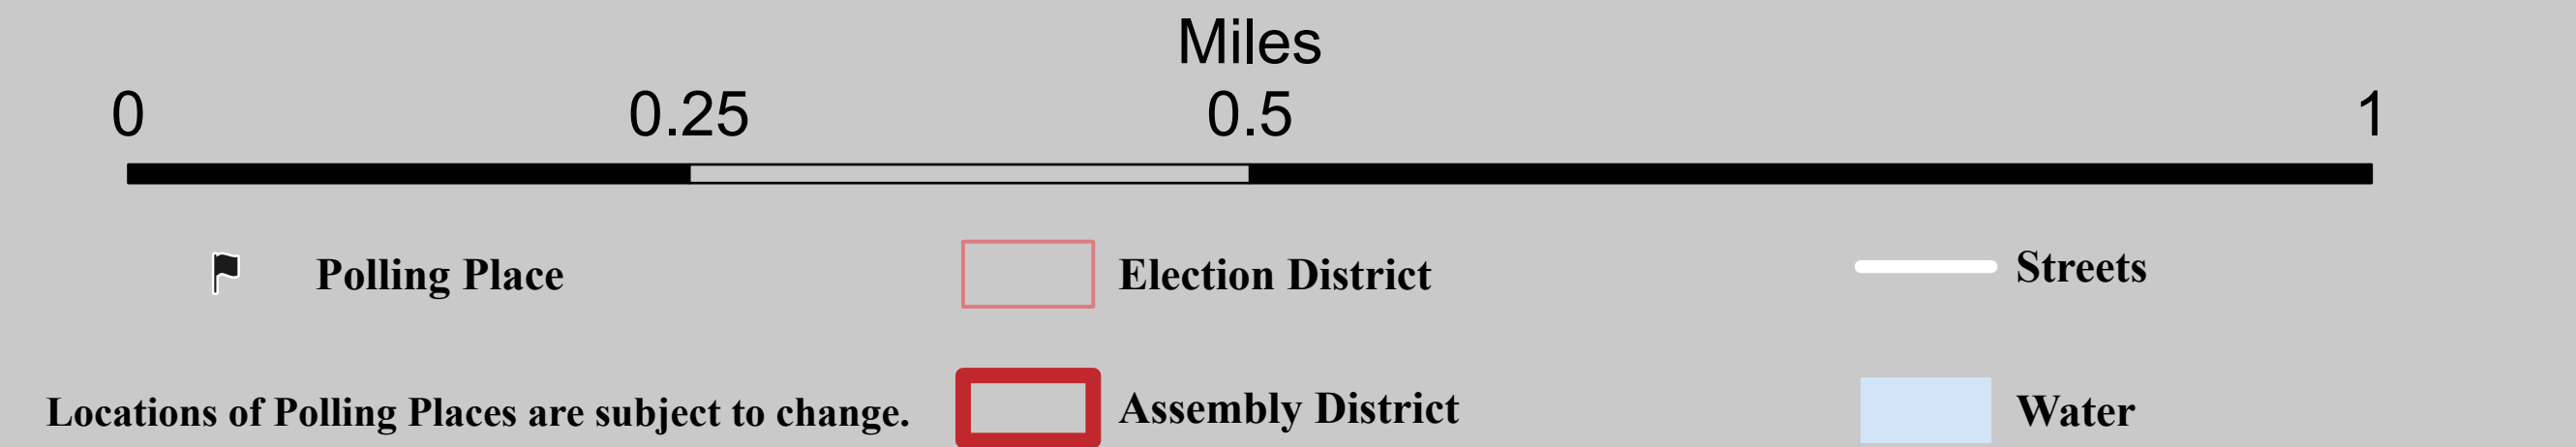 Miles
0 0.25 0.5 1
Polling Place
Election District
Streets
Locations of Polling Places are subject to change.
Assembly District
Water